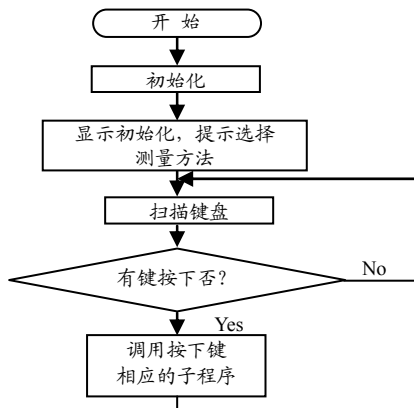 开 始
初始化
显示初始化，提示选择
测量方法
扫描键盘
有键按下否？
No
Yes
调用按下键
相应的子程序